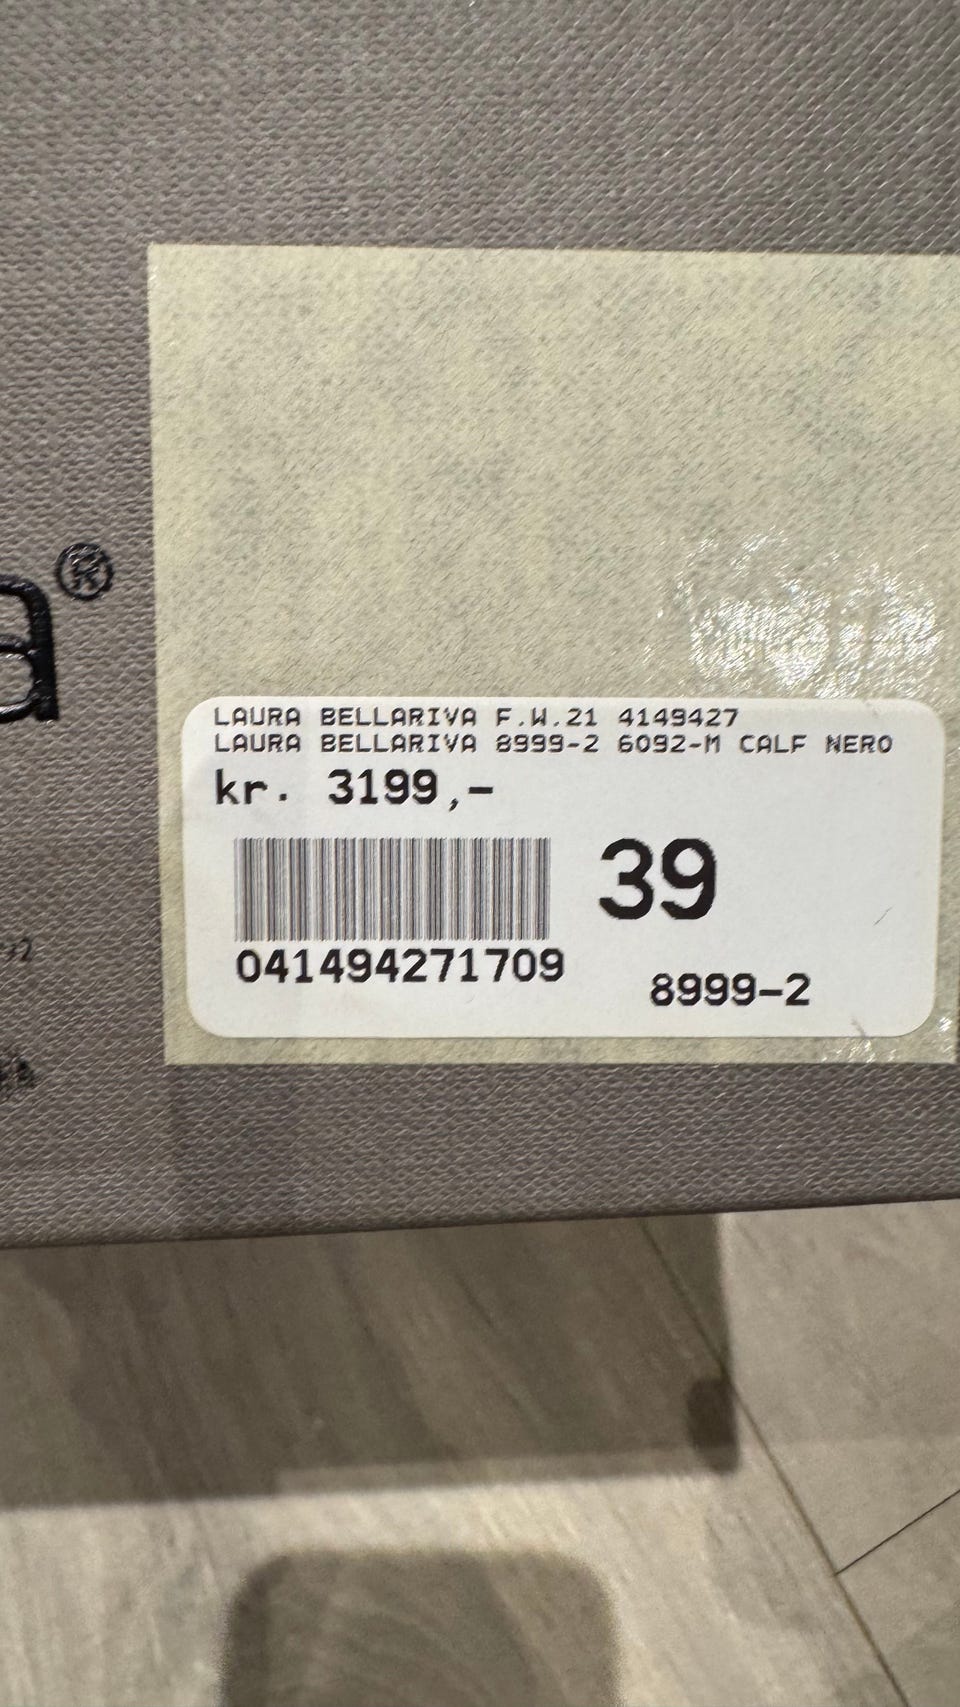 a®
LAURA BELLARIVA F.W.21 4149427
LAURA BELLARIVA 8999-2 6092-M CALF NERO
kr. 3199,-
39
041494271709
8999-2